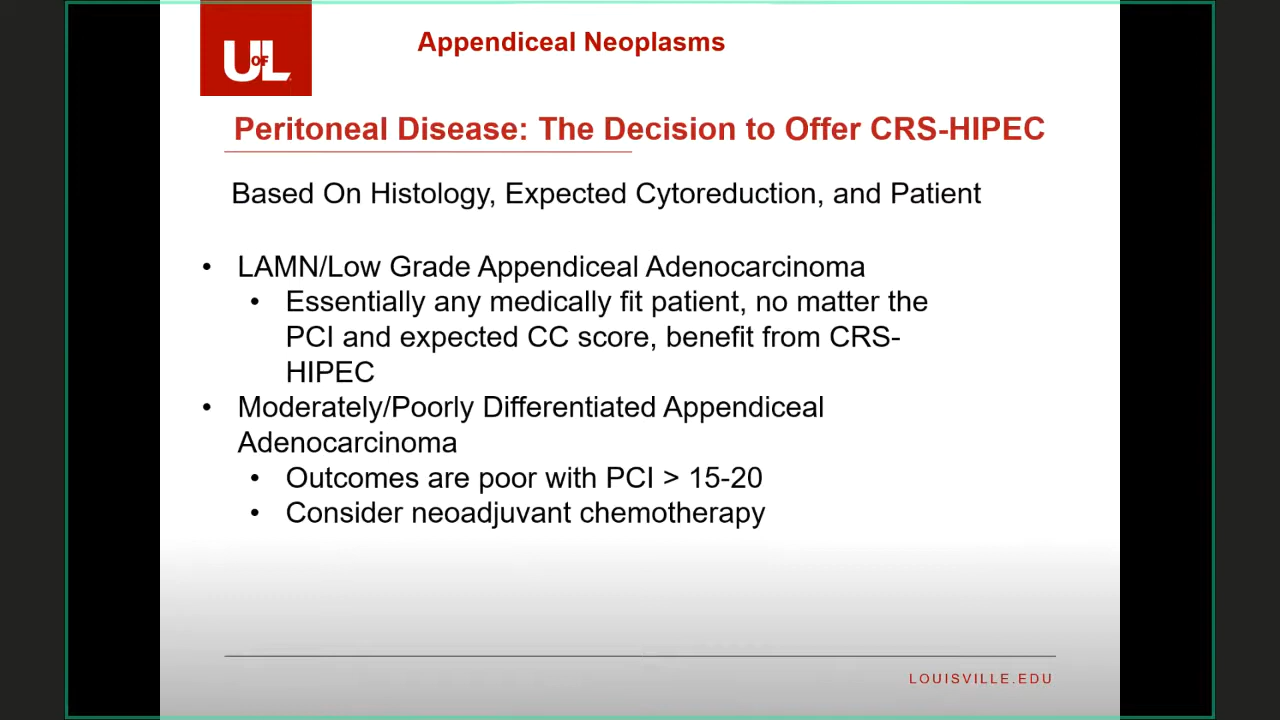 UofL
Appendiceal Neoplasms
Peritoneal Disease: The Decision to Offer CRS-HIPEC
Based On Histology, Expected Cytoreduction, and Patient
• LAMN/Low Grade Appendiceal Adenocarcinoma
• Essentially any medically fit patient, no matter the
PCI and expected CC score, benefit from CRS-
HIPEC
• Moderately/Poorly Differentiated Appendiceal
Adenocarcinoma
• Outcomes are poor with PCI > 15-20
• Consider neoadjuvant chemotherapy
LOUISVILLE.EDU